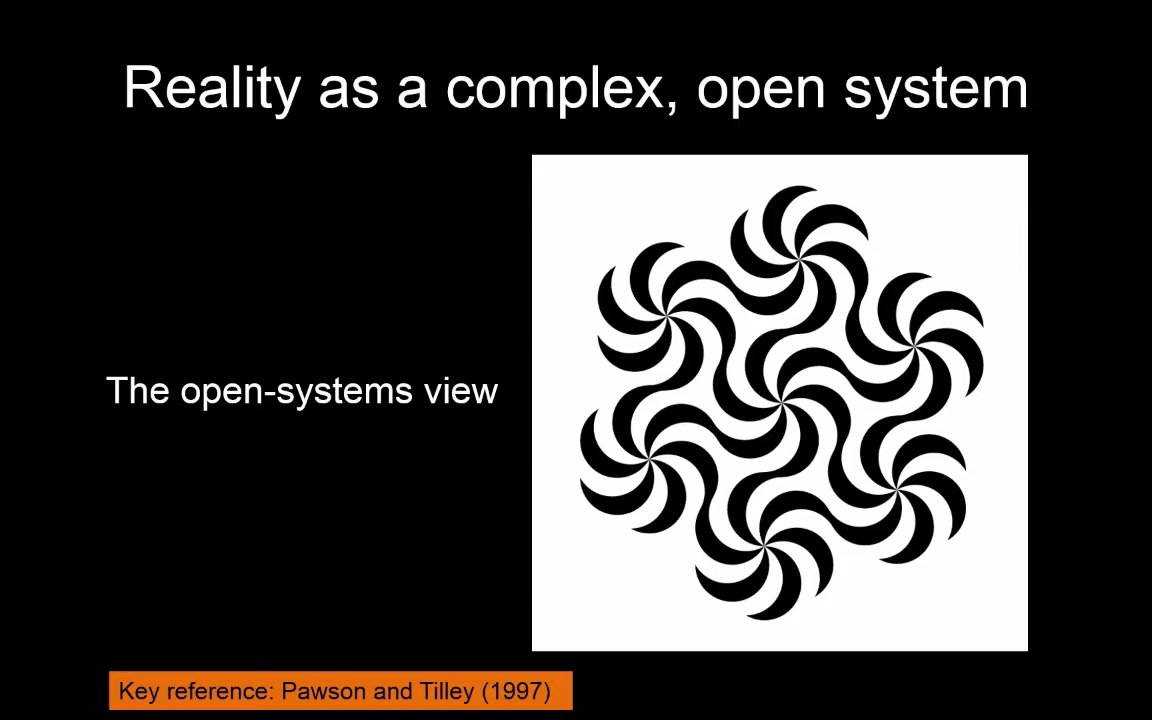 Reality as a complex, open system
The open-systems view
Key reference: Pawson and Tilley (1997)